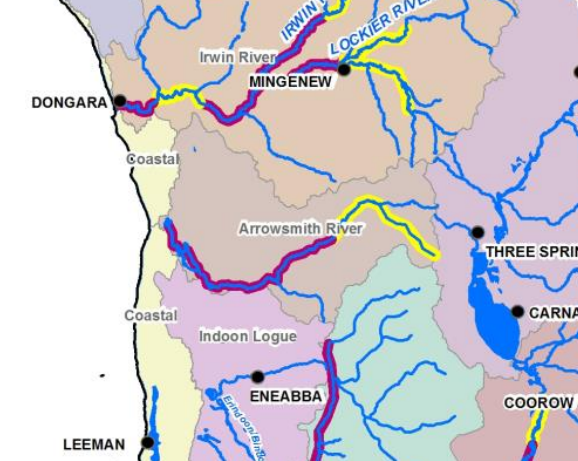 IRWIN
LOCKIER RIVER
Irwin River
MINGENEW
DONGARA
Coastal
Arrowsmith River
THREE SPRIN
Coastal
CARNA
Indoon Logue
ENEABBA
COOROW
LEEMAN